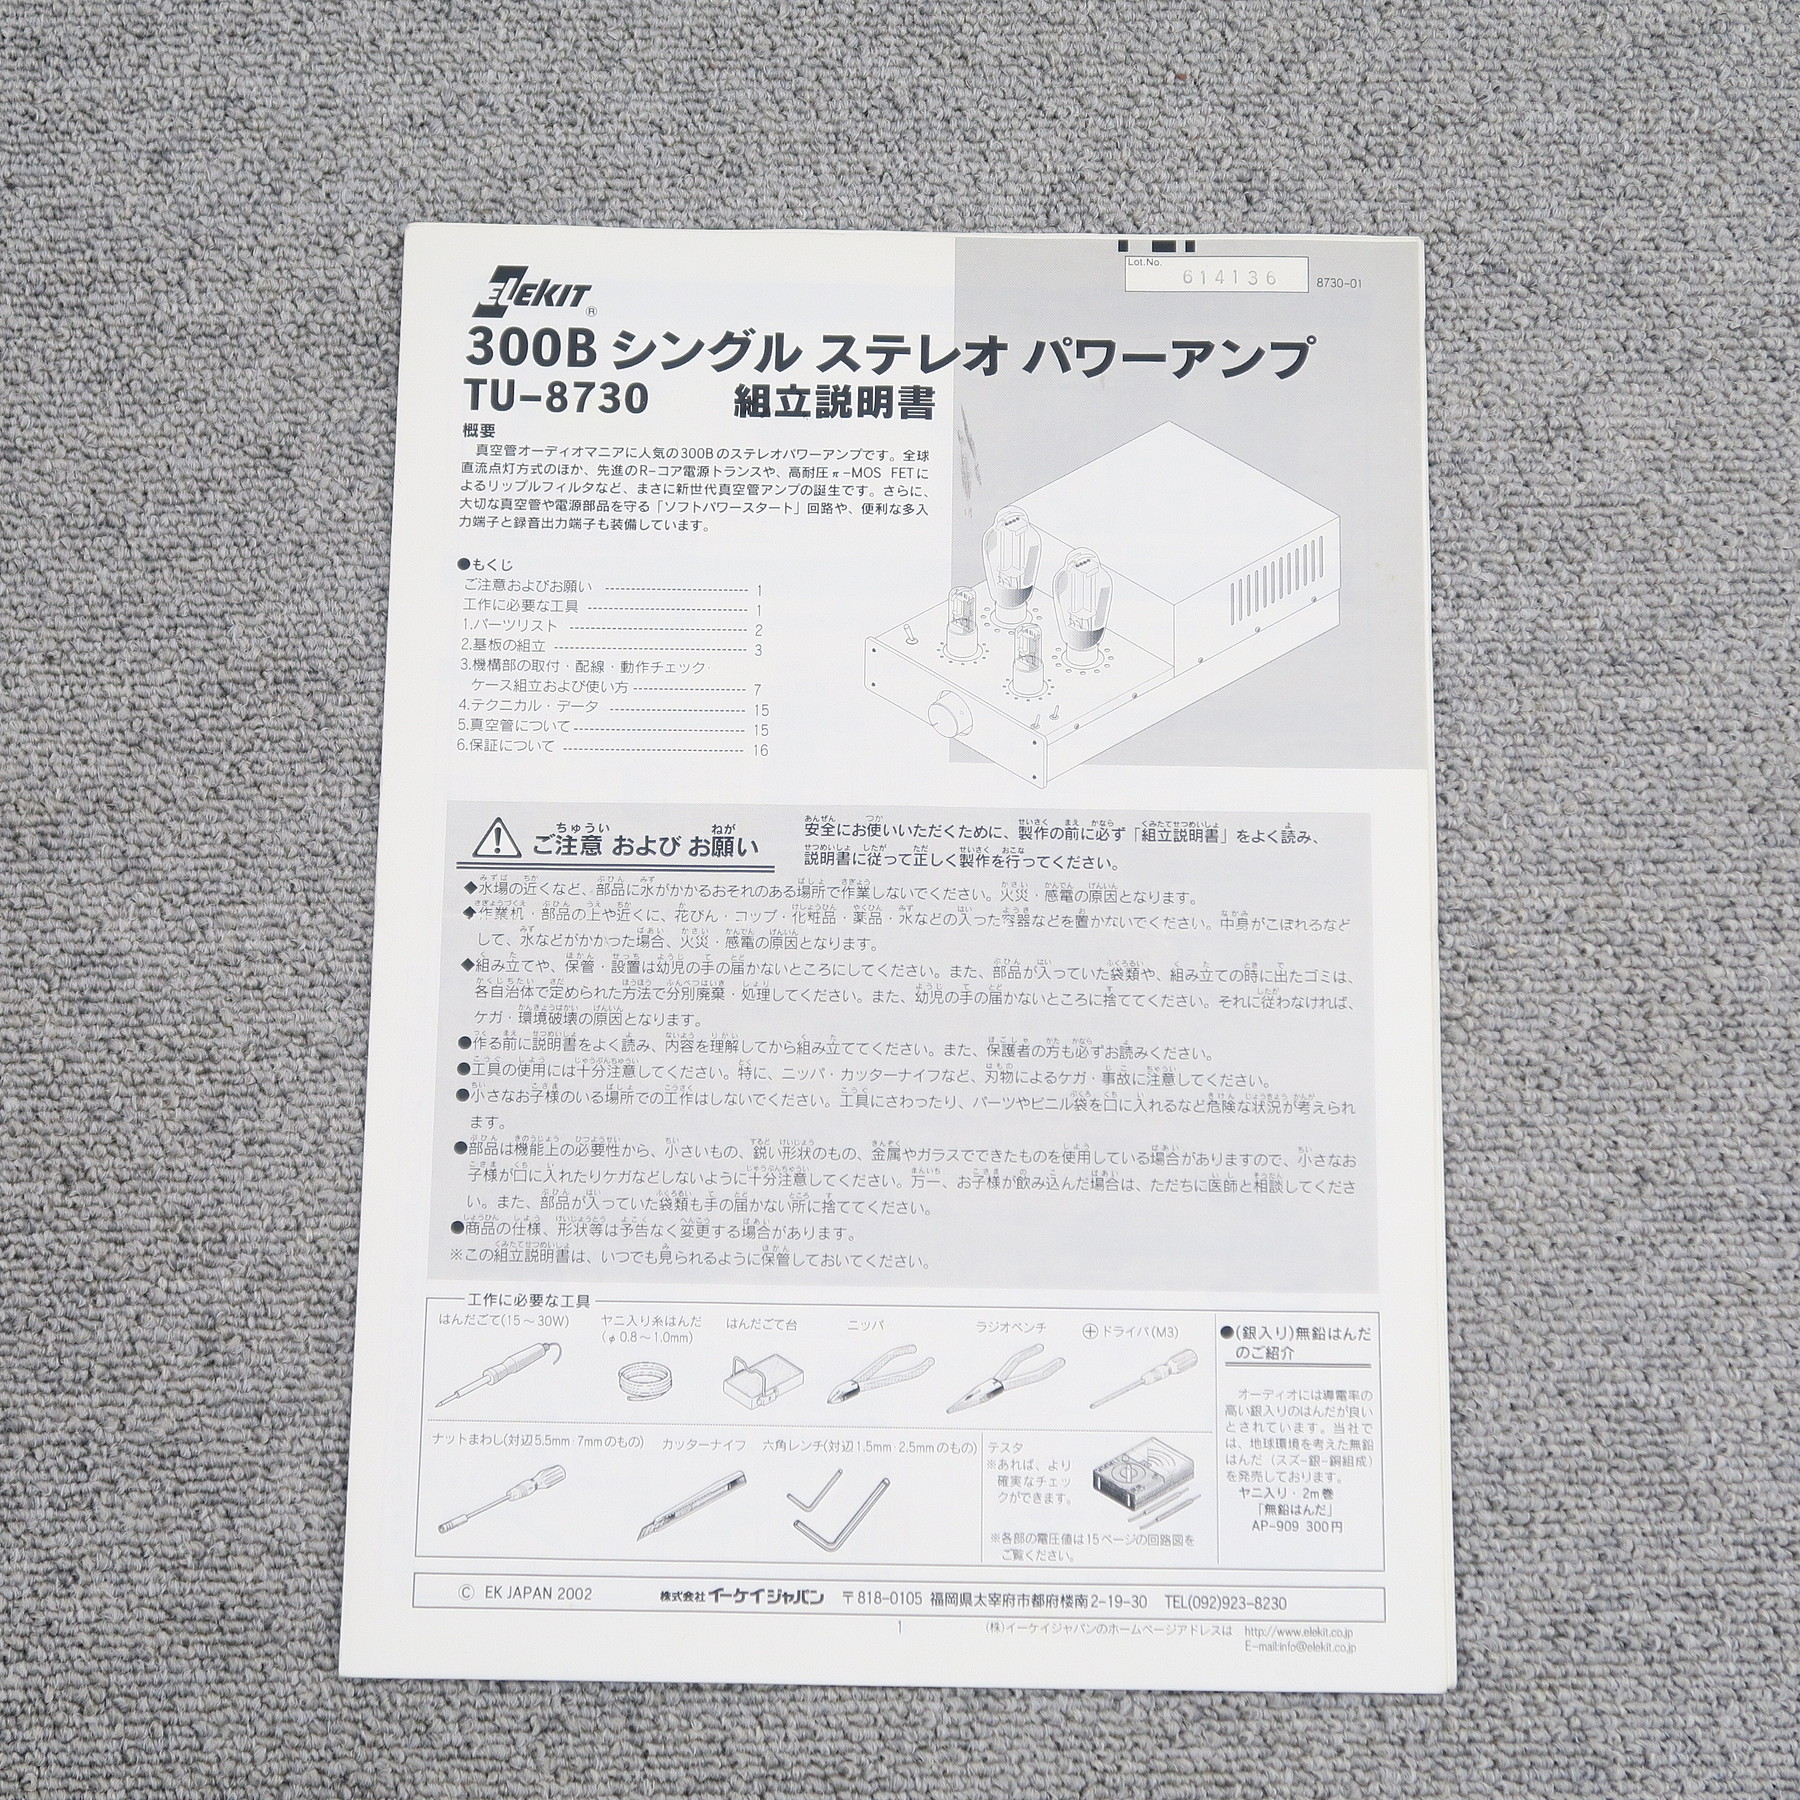 Lot.No.
614136
8730-01
ELEKIT®
300B シングル ステレオ パワーアンプ
TU-8730 組立説明書
概要
真空管オーディオマニアに人気の300Bのステレオパワーアンプです。全球
直流点灯方式のほか、先進のR-コア電源トランスや、高耐圧π-MOS FETに
よるリップルフィルタなど、まさに新世代真空管アンプの誕生です。さらに、
大切な真空管や電源部品を守る「ソフトパワースタート」回路や、便利な多入
力端子と録音出力端子も装備しています。
●もくじ
ご注意およびお願い ---------- 1
工作に必要な工具 ---------- 1
1.パーツリスト ---------- 2
2.基板の組立 ---------- 3
3.機構部の取付・配線・動作チェック・
ケース組立および使い方 ---------- 7
4.テクニカル・データ ---------- 15
5.真空管について ---------- 15
6.保証について ---------- 16
ご注意 および お願い
安全にお使いいただくために、製作の前に必ず「組立説明書」をよく読み、
説明書に従って正しく製作を行ってください。
◆水場の近くなど、部品に水がかかるおそれのある場所で作業しないでください。火災・感電の原因となります。
◆作業机・部品の上や近くに、花びん・コップ・化粧品・薬品・水などの入った容器などを置かないでください。中身がこぼれるなど
して、水などがかかった場合、火災・感電の原因となります。
◆組み立てや、保管・設置は幼児の手の届かないところにしてください。また、部品が入っていた袋類や、組み立ての時に出たゴミは、
各自治体で定められた方法で分別廃棄・処理してください。また、幼児の手の届かないところに捨ててください。それに従わなければ、
ケガ・環境破壊の原因となります。
●作る前に説明書をよく読み、内容を理解してから組み立ててください。また、保護者の方も必ずお読みください。
●工具の使用には十分注意してください。特に、ニッパ・カッターナイフなど、刃物によるケガ・事故に注意してください。
●小さなお子様のいる場所での工作はしないでください。工具にさわったり、パーツやビニル袋を口に入れるなど危険な状況が考えられ
ます。
●部品は機能上の必要性から、小さいもの、鋭い形状のもの、金属やガラスでできたものを使用している場合がありますので、小さなお
子様が口に入れたりケガなどしないように十分注意してください。万一、お子様が飲み込んだ場合は、ただちに医師と相談してくださ
い。また、部品が入っていた袋類も手の届かない所に捨ててください。
●商品の仕様、形状等は予告なく変更する場合があります。
※この組立説明書は、いつでも見られるように保管しておいてください。
工作に必要な工具
はんだごて(15～30W)
ヤニ入り糸はんだ
(φ0.8～1.0mm)
はんだごて台
ニッパ
ラジオペンチ
⊕ドライバ(M3)
ナットまわし(対辺5.5mm・7mmのもの)
カッターナイフ
六角レンチ(対辺1.5mm・2.5mmのもの)
テスタ
※あれば、より
確実なチェッ
クができます。
※各部の電圧値は15ページの回路図を
ご覧ください。
●(銀入り)無鉛はんだ
のご紹介
オーディオには導電率の
高い銀入りのはんだが良い
とされています。当社で
は、地球環境を考えた無鉛
はんだ（スズ-銀-銅組成）
を発売しております。
ヤニ入り・2m巻
「無鉛はんだ」
AP-909 300円
© EK JAPAN 2002 株式会社イーケイジャパン 〒818-0105 福岡県太宰府市都府楼南2-19-30 TEL(092)923-8230
1
(株)イーケイジャパンのホームページアドレスは http://www.elekit.co.jp
E-mail:info@elekit.co.jp